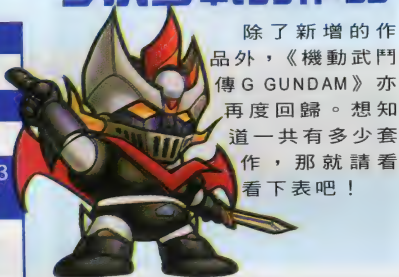 除了新增的作
品外，《機動武鬥
傳G GUNDAM》亦
再度回歸。想知
道一共有多少套
作，那就請看
看下表吧！
3